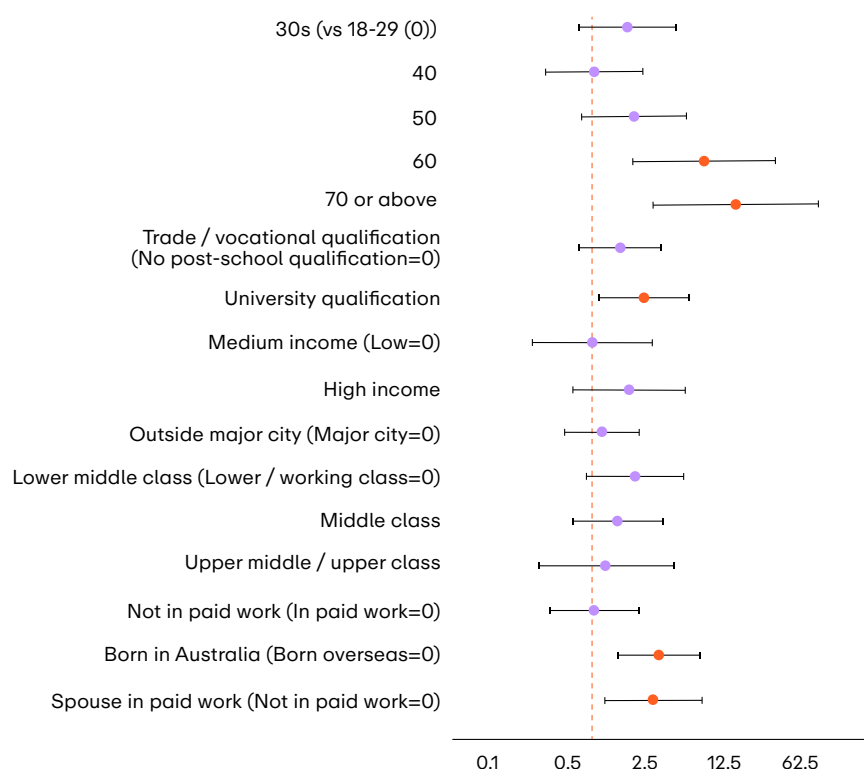 30s (vs 18-29 (0))
40
50
60
70 or above
Trade / vocational qualification
(No post-school qualification=0)
University qualification
Medium income (Low=0)
High income
Outside major city (Major city=0)
Lower middle class (Lower / working class=0)
Middle class
Upper middle / upper class
Not in paid work (In paid work=0)
Born in Australia (Born overseas=0)
Spouse in paid work (Not in paid work=0)
0.1 0.5 2.5 12.5 62.5